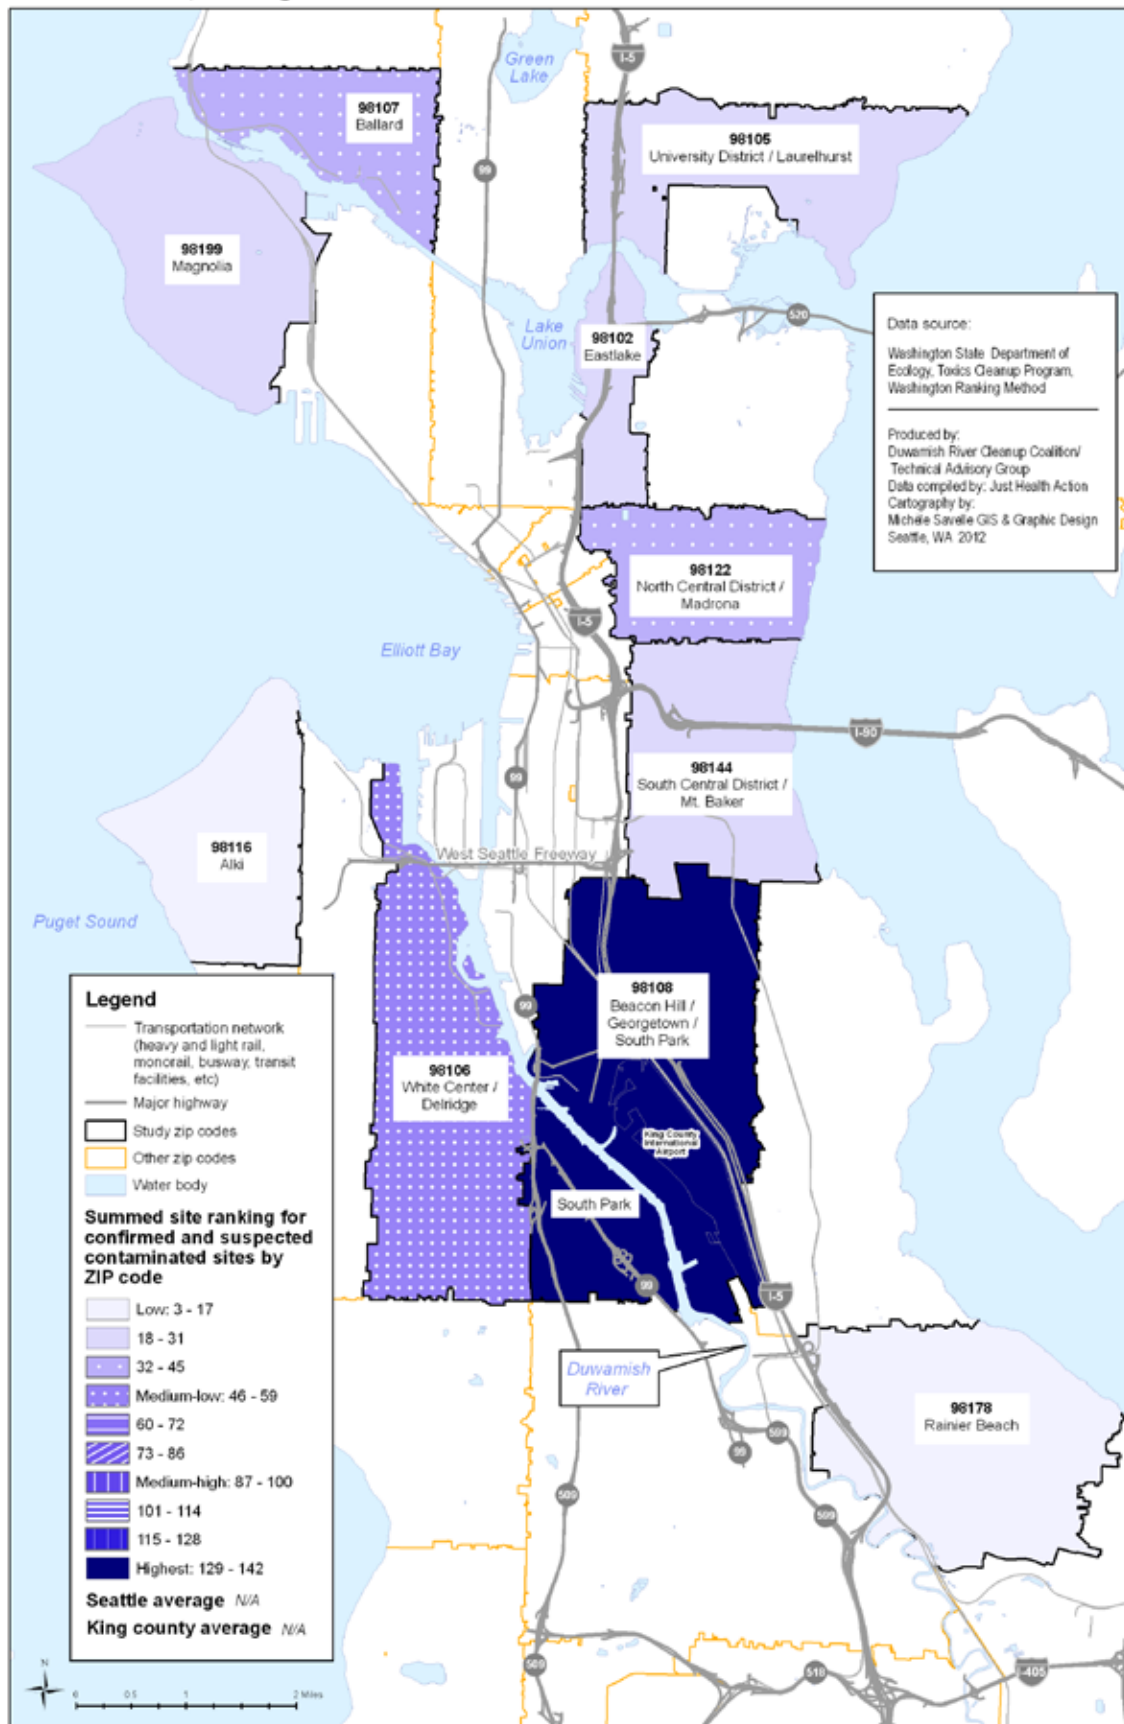 Green
Lake
I-5
98107
Ballard
98105
University District / Laurelhurst
99
98199
Magnolia
Lake
Union
98102
Eastlake
520
Data source:
Washington State Department of
Ecology, Toxics Cleanup Program,
Washington Ranking Method
Produced by:
Duwamish River Cleanup Coalition/
Technical Advisory Group
Data compiled by: Just Health Action
Cartography by:
Michele Savelle GIS & Graphic Design
Seattle, WA 2012
98122
North Central District /
Madrona
I-5
Elliott Bay
I-90
98144
South Central District /
Mt. Baker
99
98116
Alki
West Seattle Freeway
Puget Sound
98108
Beacon Hill /
Georgetown /
South Park
99
98106
White Center /
Delridge
King County
International
Airport
South Park
99
I-5
Duwamish
River
98178
Rainier Beach
99
599
509
599
509
518
I-405
Legend
Transportation network
(heavy and light rail,
monorail, busway, transit
facilities, etc)
Major highway
Study zip codes
Other zip codes
Water body
Summed site ranking for
confirmed and suspected
contaminated sites by
ZIP code
Low: 3 - 17
18 - 31
32 - 45
Medium-low: 46 - 59
60 - 72
73 - 86
Medium-high: 87 - 100
101 - 114
115 - 128
Highest: 129 - 142
Seattle average N/A
King county average N/A
N
0 0.5 1 2 Miles